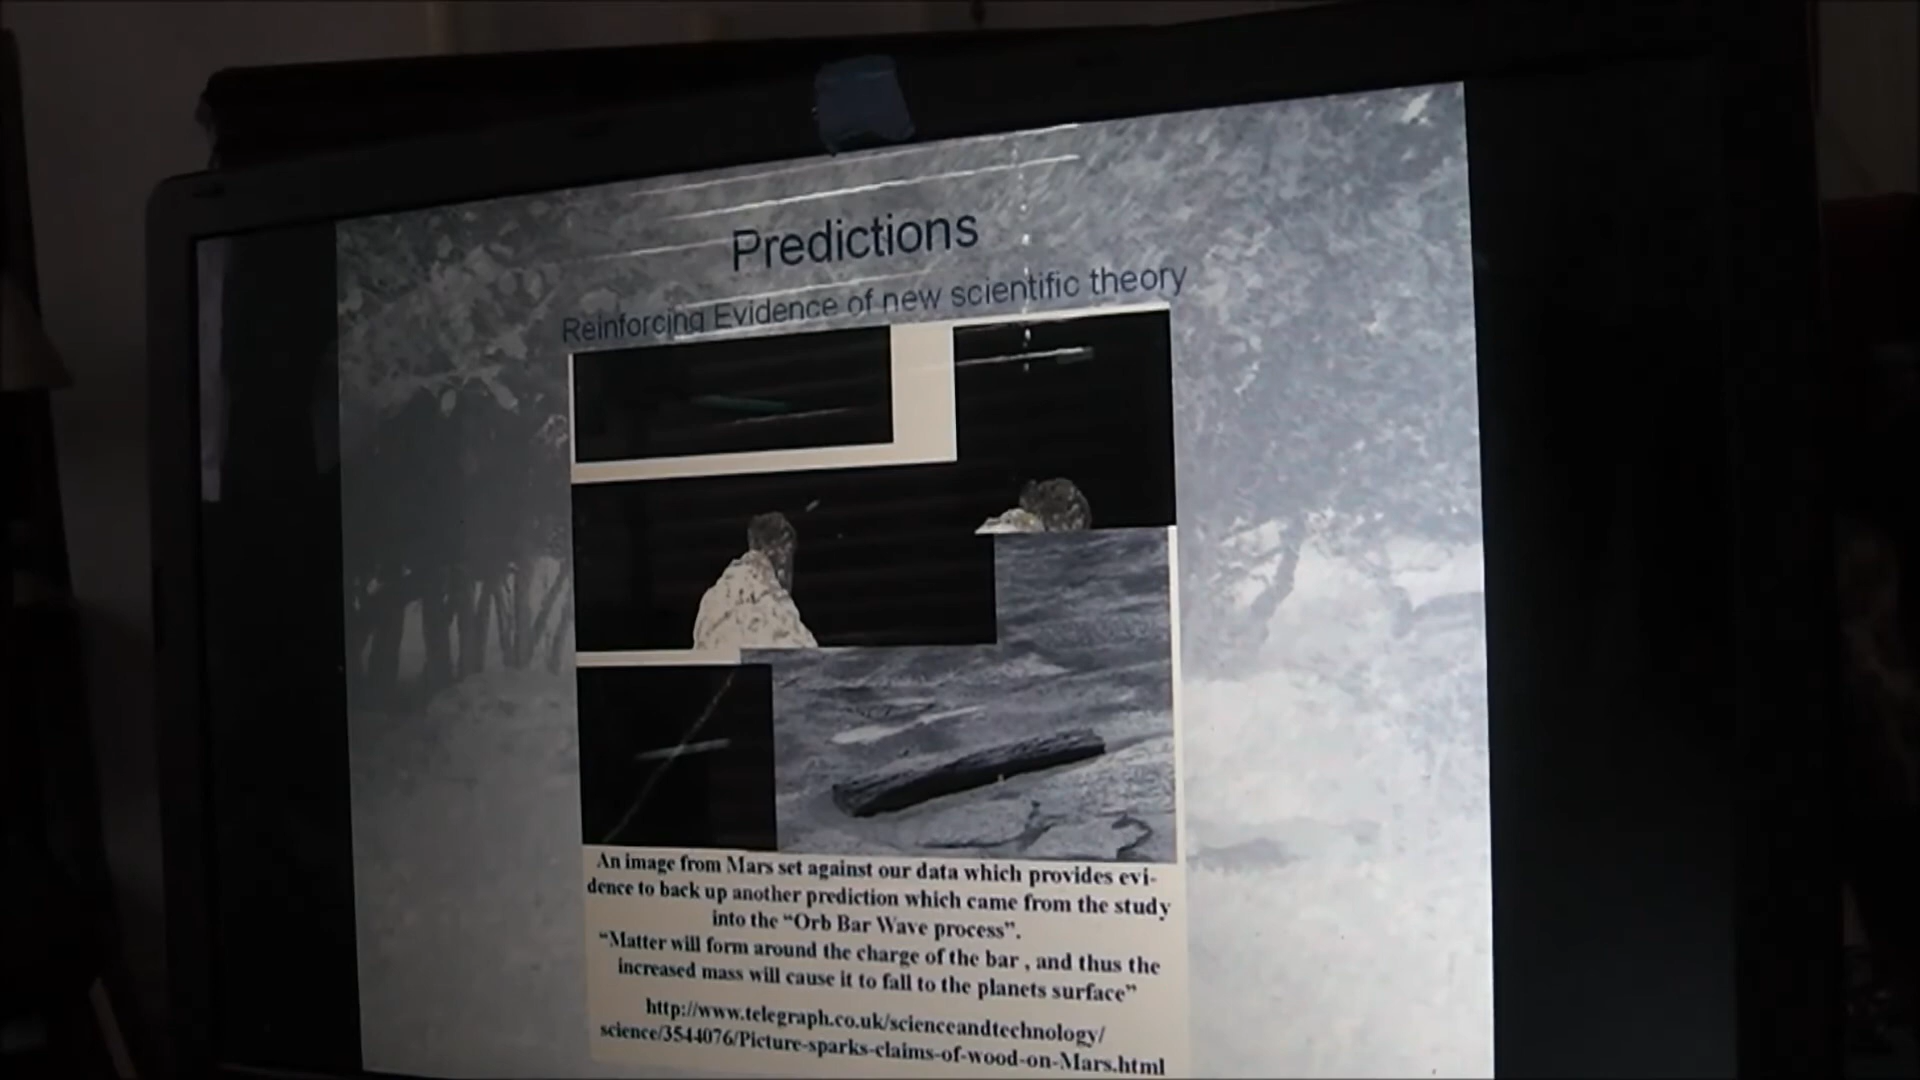 Predictions
Reinforcing Evidence of new scientific theory
An image from Mars set against our data which provides evi-
dence to back up another prediction which came from the study
into the “Orb Bar Wave process”.
“Matter will form around the charge of the bar , and thus the
increased mass will cause it to fall to the planets surface”
http://www.telegraph.co.uk/scienceandtechnology/
science/3544076/Picture-sparks-claims-of-wood-on-Mars.html